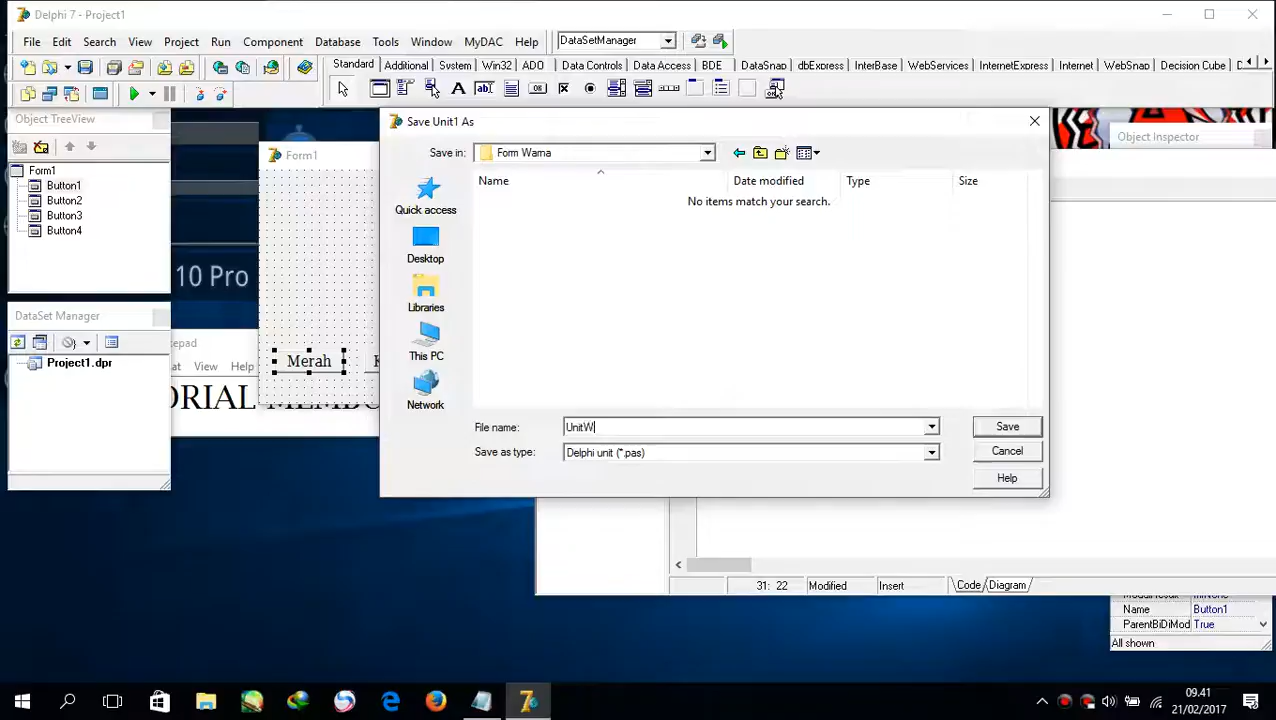 Delphi 7 - Project1
File Edit Search View Project Run Component Database Tools Window MyDAC Help
DataSetManager
Standard Additional System Win32 ADO Data Controls Data Access BDE DataSnap dbExpress InterBase WebServices InternetExpress Internet WebSnap Decision Cube
Object TreeView
Form1
Button1
Button2
Button3
Button4
DataSet Manager
Project1.dpr
Form1
10 Pro
epad
at View Help
ORIAL MEMB
Merah
Save Unit1 As
Save in: Form Warna
Name Date modified Type Size
No items match your search.
Quick access
Desktop
Libraries
This PC
Network
File name: UnitW
Save as type: Delphi unit (*.pas)
Save
Cancel
Help
Object Inspector
31: 22 Modified Insert Code Diagram
Name Button1
ParentBiDiMod True
All shown
09.41
21/02/2017